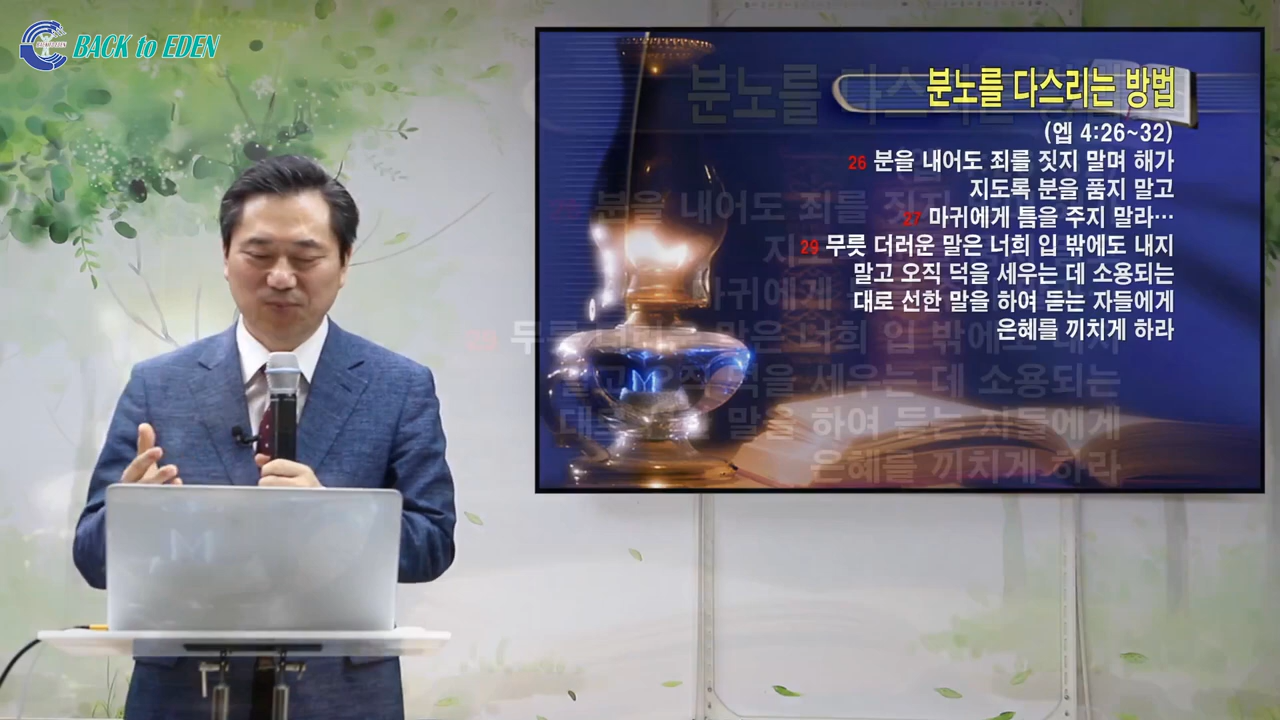 BACK to EDEN
분노를 다스리는 방법
(엡 4:26~32)
26 분을 내어도 죄를 짓지 말며 해가
지도록 분을 품지 말고
27 마귀에게 틈을 주지 말라…
29 무릇 더러운 말은 너희 입 밖에도 내지
말고 오직 덕을 세우는 데 소용되는
대로 선한 말을 하여 듣는 자들에게
은혜를 끼치게 하라